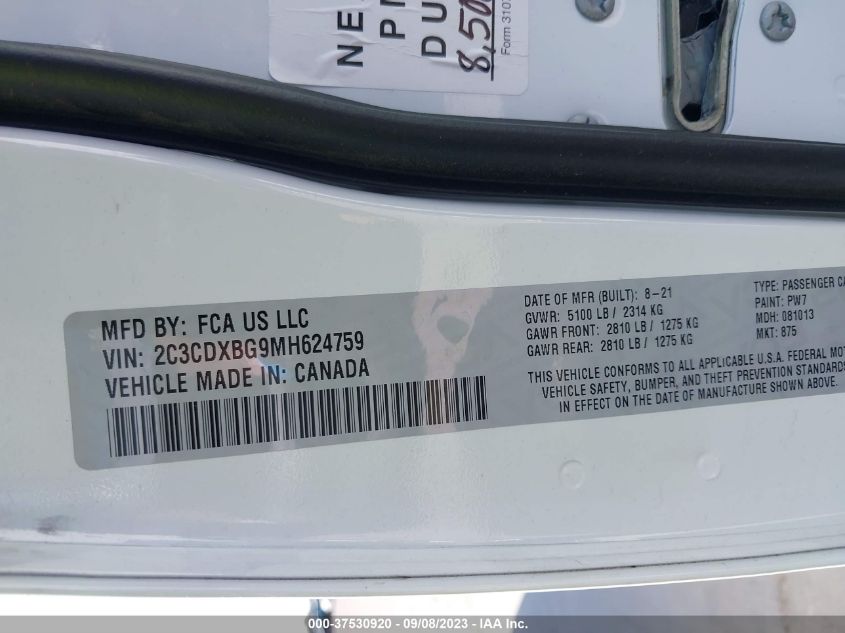 NE
P
DU
8,50
Form 310
MFD BY: FCA US LLC
VIN: 2C3CDXBG9MH624759
VEHICLE MADE IN: CANADA
DATE OF MFR (BUILT): 8-21
GVWR: 5100 LB / 2314 KG
GAWR FRONT: 2810 LB / 1275 KG
GAWR REAR: 2810 LB / 1275 KG
TYPE: PASSENGER CA
PAINT: PW7
MDH: 081013
MKT: 875
THIS VEHICLE CONFORMS TO ALL APPLICABLE U.S.A. FEDERAL MOT
VEHICLE SAFETY, BUMPER, AND THEFT PREVENTION STANDARDS
IN EFFECT ON THE DATE OF MANUFACTURE SHOWN ABOVE.
000-37530920 - 09/08/2023 - IAA Inc.